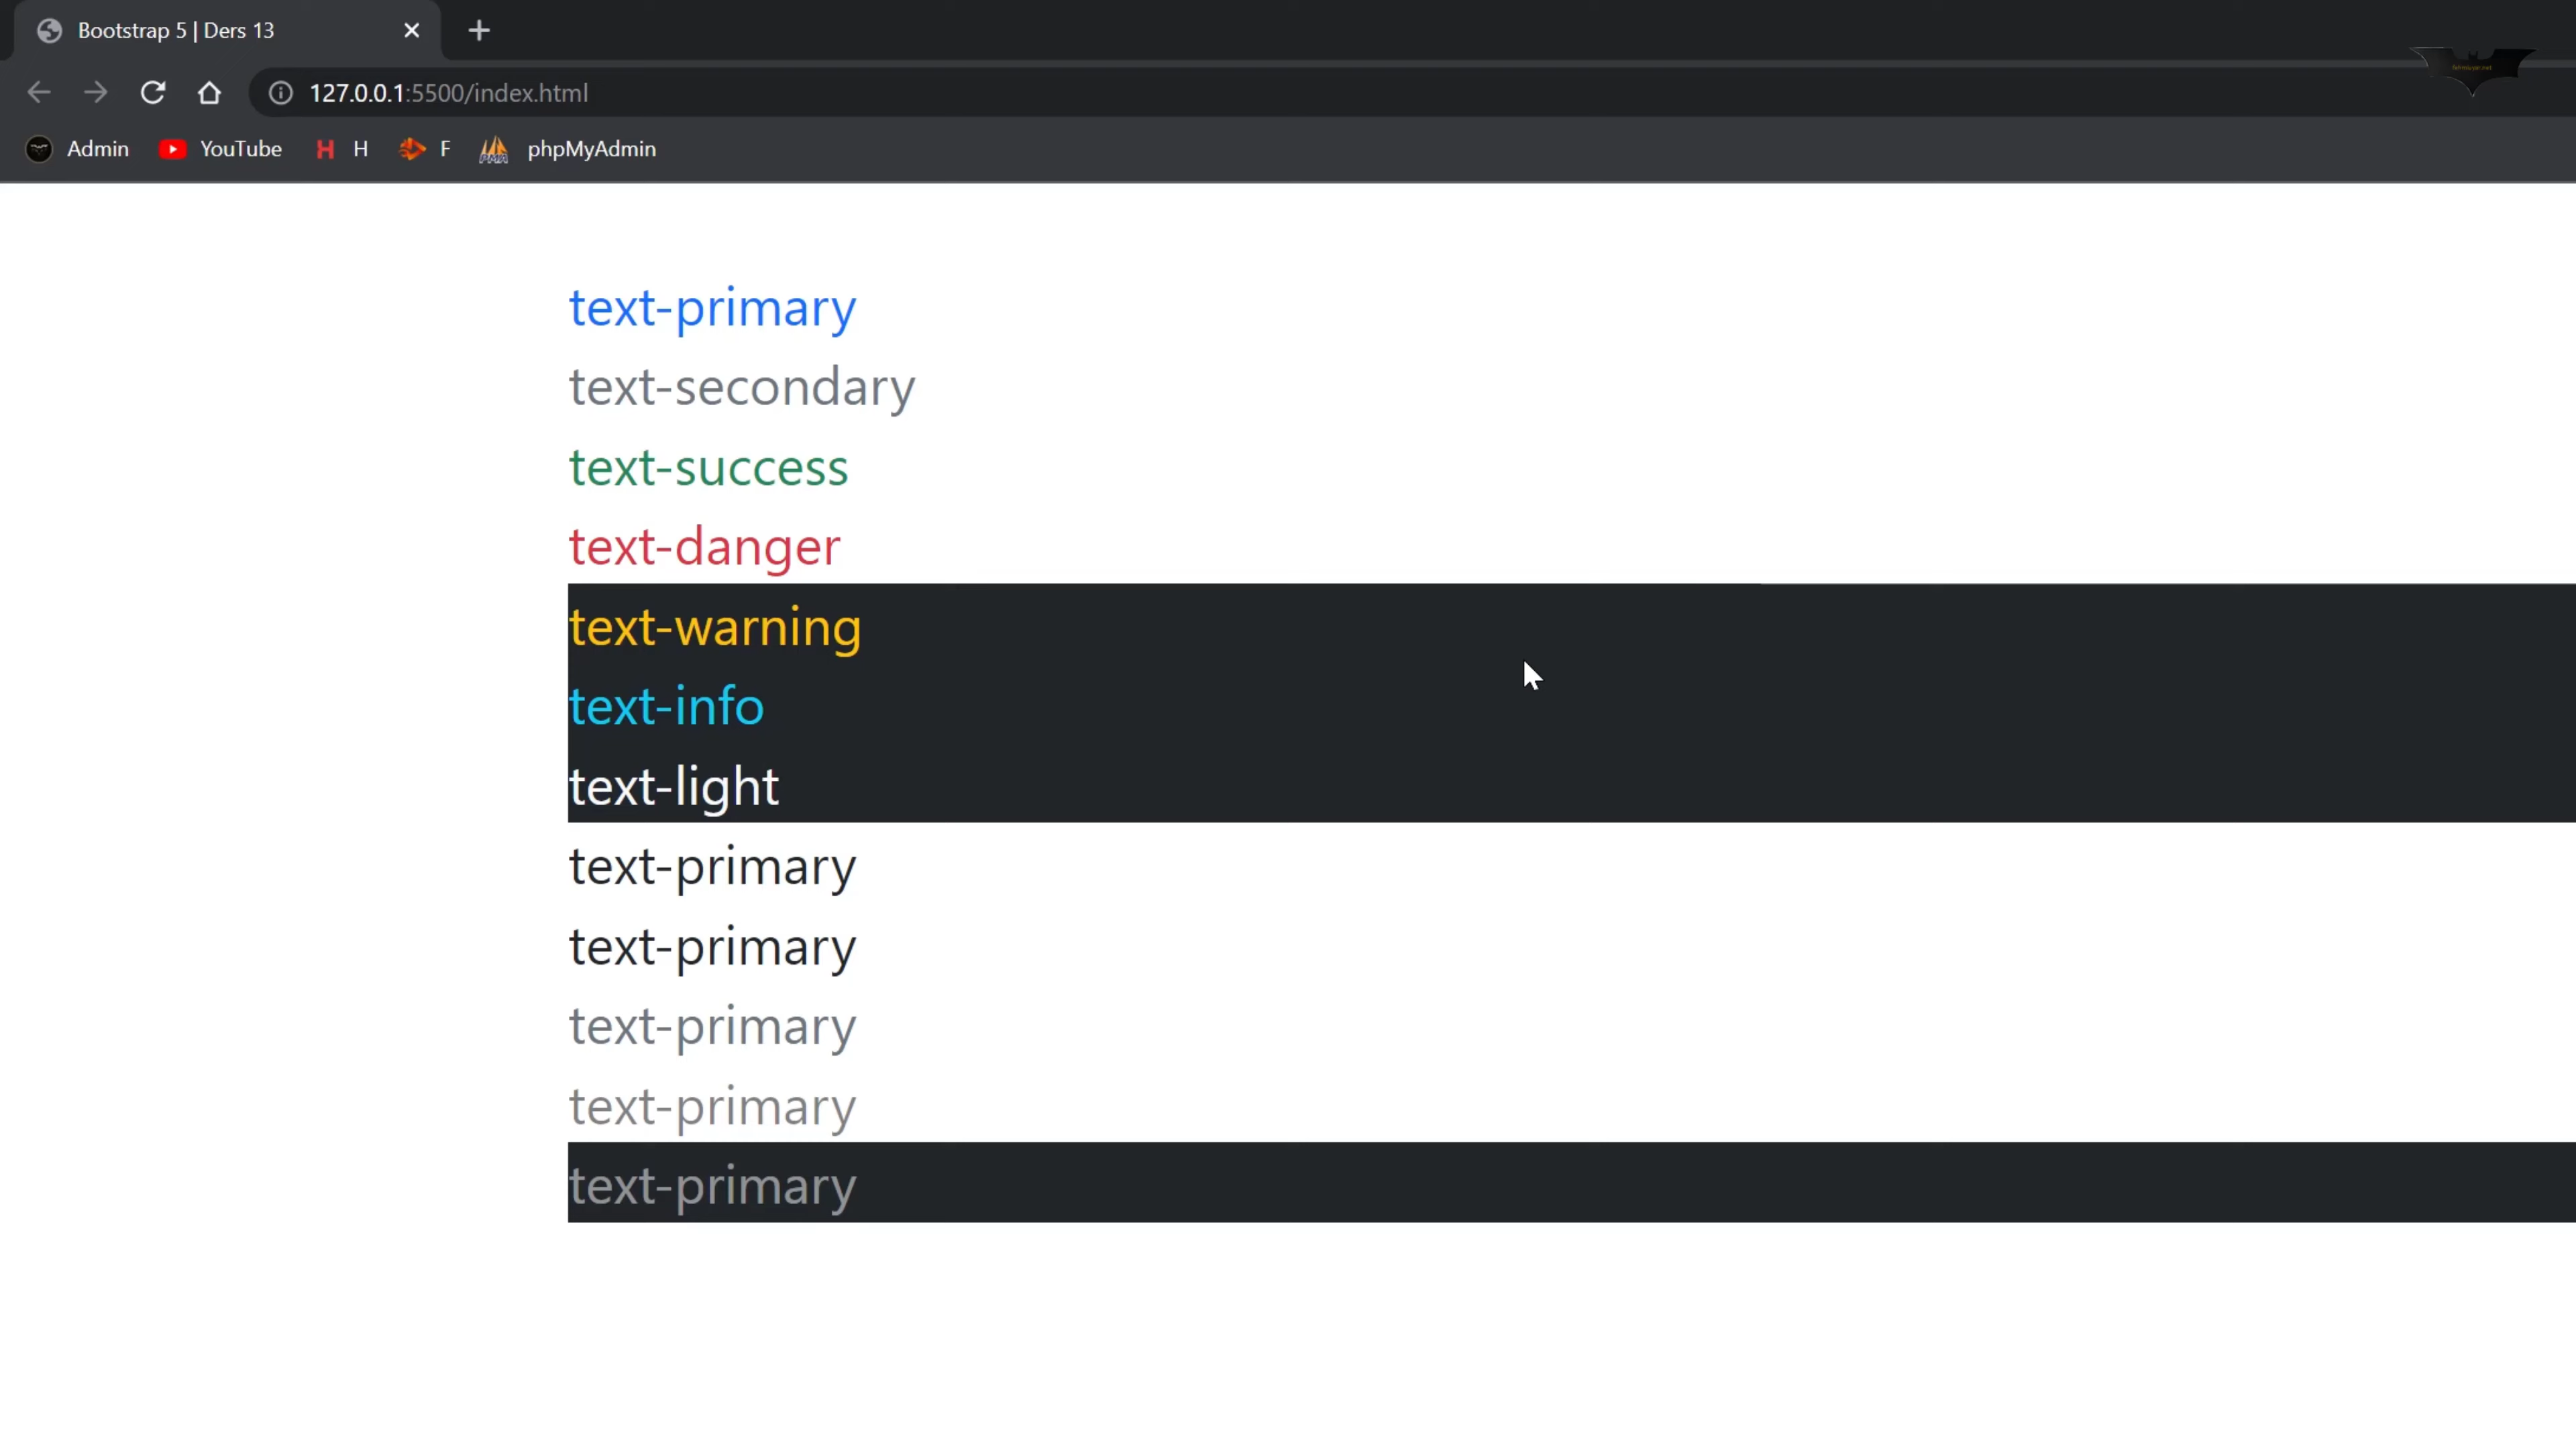 Bootstrap 5 | Ders 13
127.0.0.1:5500/index.html
Admin YouTube H H F PMA phpMyAdmin
text-primary
text-secondary
text-success
text-danger
text-warning
text-info
text-light
text-primary
text-primary
text-primary
text-primary
text-primary